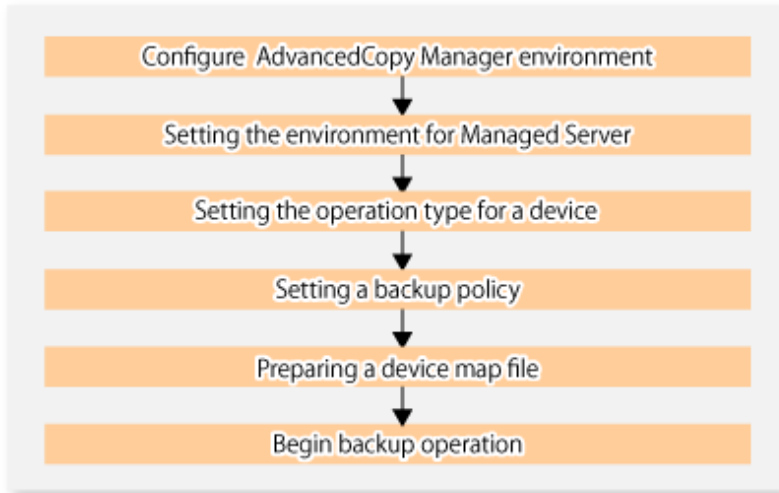 Configure AdvancedCopy Manager environment
Setting the environment for Managed Server
Setting the operation type for a device
Setting a backup policy
Preparing a device map file
Begin backup operation